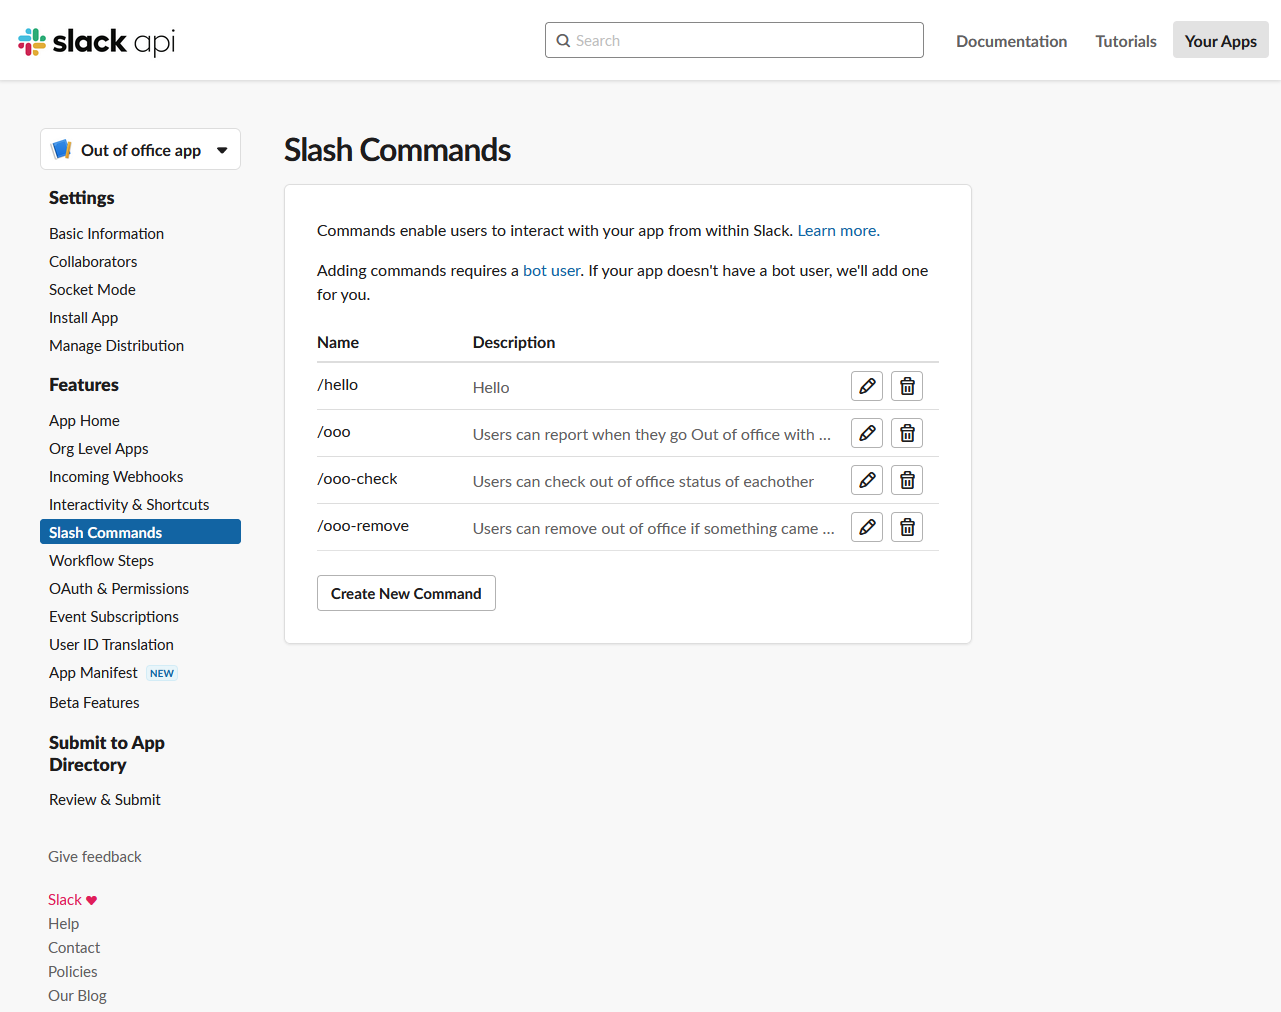 slack api
Search
Documentation
Tutorials
Your Apps
Out of office app
Settings
Basic Information
Collaborators
Socket Mode
Install App
Manage Distribution
Features
App Home
Org Level Apps
Incoming Webhooks
Interactivity & Shortcuts
Slash Commands
Workflow Steps
OAuth & Permissions
Event Subscriptions
User ID Translation
App Manifest NEW
Beta Features
Submit to App
Directory
Review & Submit
Give feedback
Slack ♥
Help
Contact
Policies
Our Blog
Slash Commands
Commands enable users to interact with your app from within Slack. Learn more.
Adding commands requires a bot user. If your app doesn't have a bot user, we'll add one
for you.
Name Description
/hello Hello
/ooo Users can report when they go Out of office with ...
/ooo-check Users can check out of office status of eachother
/ooo-remove Users can remove out of office if something came ...
Create New Command